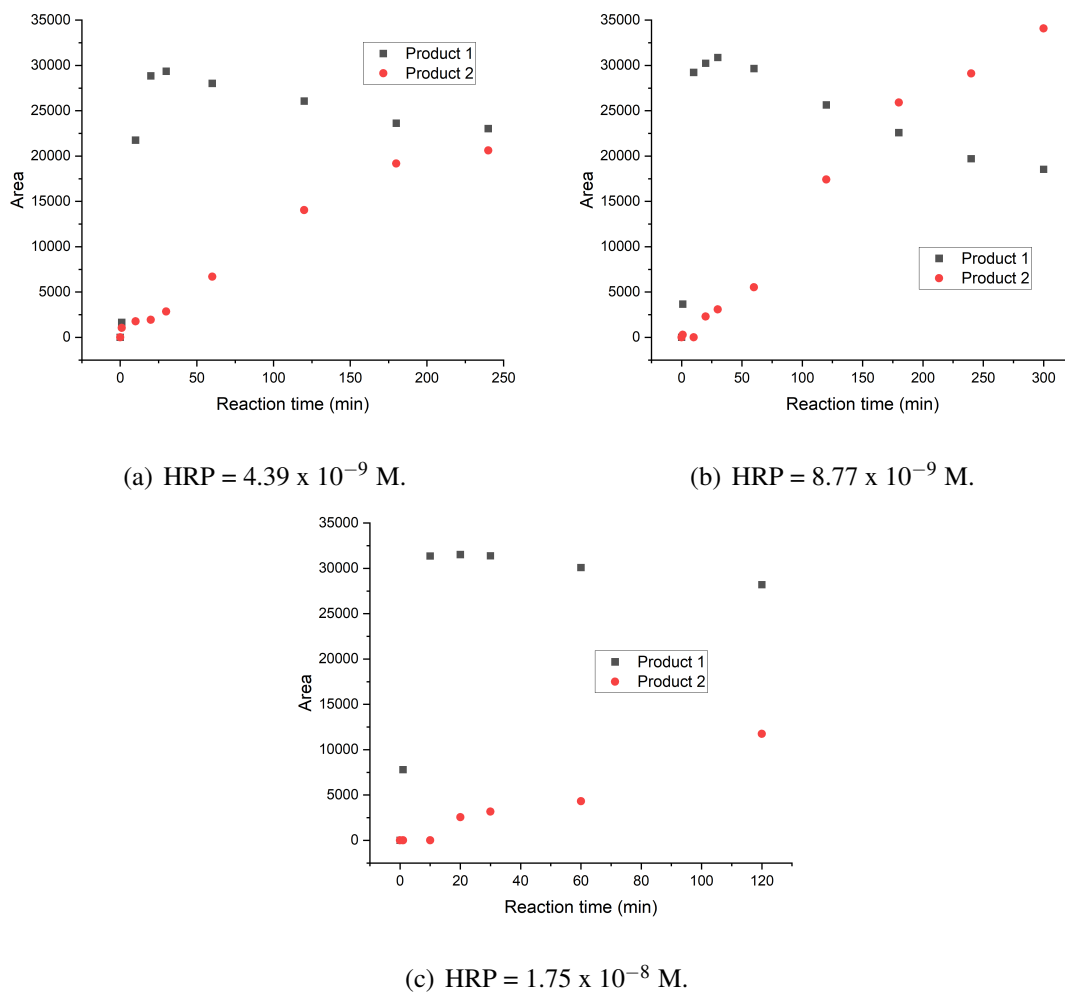 35000
30000
25000
20000
15000
10000
5000
0
Area
Product 1
Product 2
0 50 100 150 200 250
Reaction time (min)
(a) HRP = 4.39 x 10⁻⁹ M.
35000
30000
25000
20000
15000
10000
5000
0
Area
Product 1
Product 2
0 50 100 150 200 250 300
Reaction time (min)
(b) HRP = 8.77 x 10⁻⁹ M.
35000
30000
25000
20000
15000
10000
5000
0
Area
Product 1
Product 2
0 20 40 60 80 100 120
Reaction time (min)
(c) HRP = 1.75 x 10⁻⁸ M.